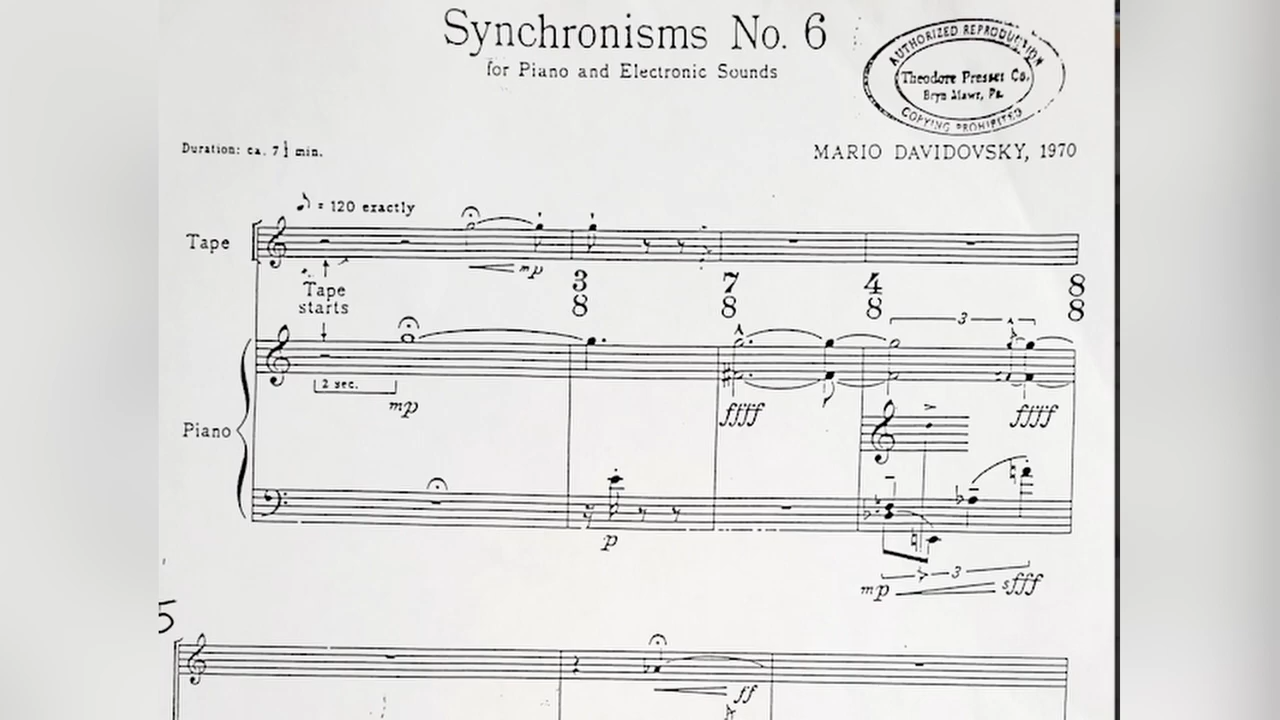 Synchronisms No. 6
for Piano and Electronic Sounds
AUTHORIZED REPRODUCTION
Theodore Presser Co.
Bryn Mawr, Pa.
COPYING PROHIBITED
Duration: ca. 7½ min.
MARIO DAVIDOVSKY, 1970
♪ = 120 exactly
Tape
mp
3 7 4 8
8 8 8 8
Tape
starts
3
2 sec.
mp
ffff
ffff
Piano
p
3
mp
sfff
5
ff